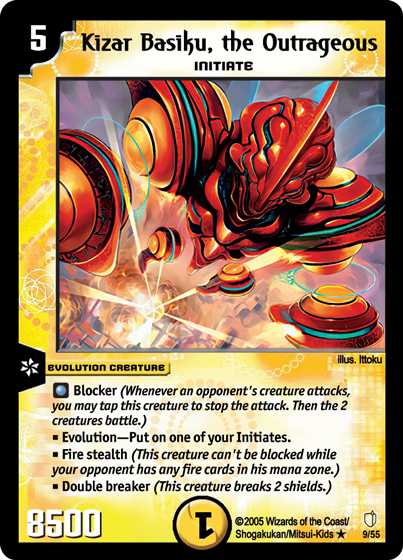 5
Kizar Basiku, the Outrageous
INITIATE
illus. Ittoku
EVOLUTION CREATURE
Blocker (Whenever an opponent's creature attacks,
you may tap this creature to stop the attack. Then the 2
creatures battle.)
▪ Evolution—Put on one of your Initiates.
▪ Fire stealth (This creature can't be blocked while
your opponent has any fire cards in his mana zone.)
▪ Double breaker (This creature breaks 2 shields.)
8500
1
©2005 Wizards of the Coast/
Shogakukan/Mitsui-Kids ★ 9/55